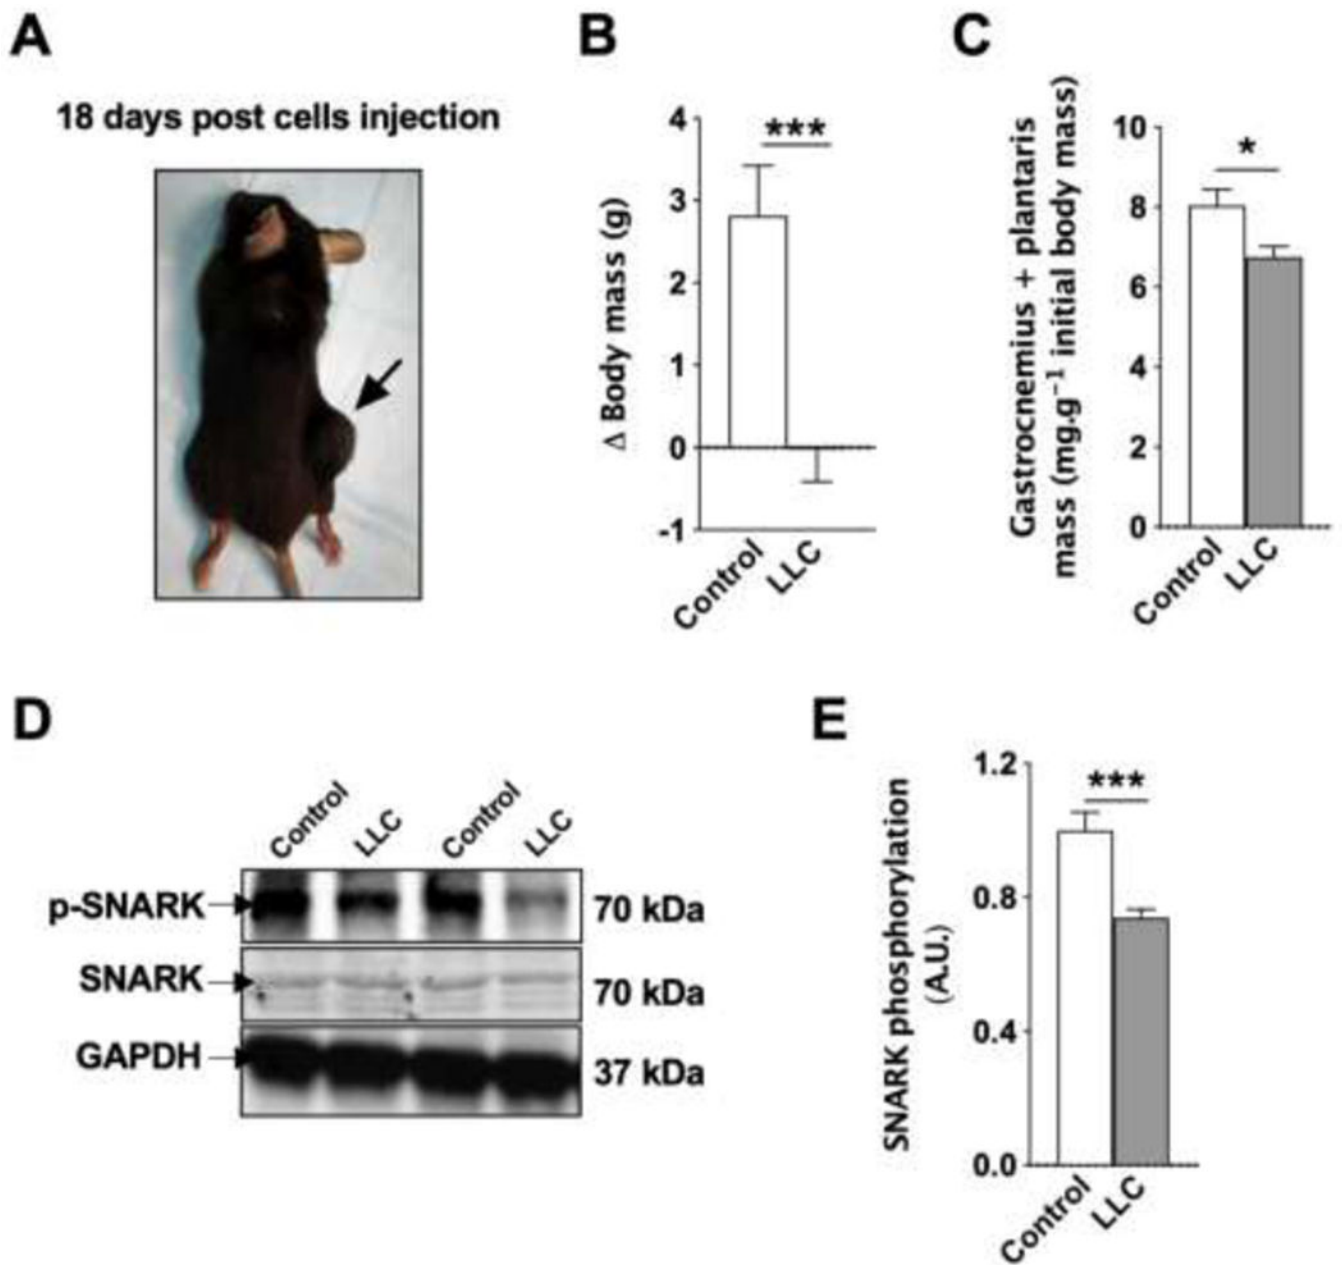 A
18 days post cells injection
B
Δ Body mass (g)
4
3
2
1
0
-1
***
Control
LLC
C
Gastrocnemius + plantaris
mass (mg.g⁻¹ initial body mass)
10
8
6
4
2
0
*
Control
LLC
D
Control
LLC
Control
LLC
p-SNARK
70 kDa
SNARK
70 kDa
GAPDH
37 kDa
E
SNARK phosphorylation
(A.U.)
1.2
0.8
0.4
0.0
***
Control
LLC